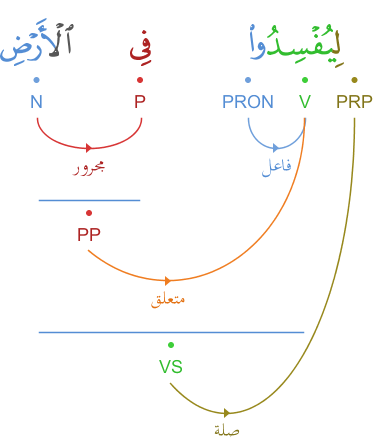 لِيُفْسِدُوا۟ فِى ٱلْأَرْضِ
PRP V PRON P N
فاعل مجرور
PP
متعلق
VS
صلة